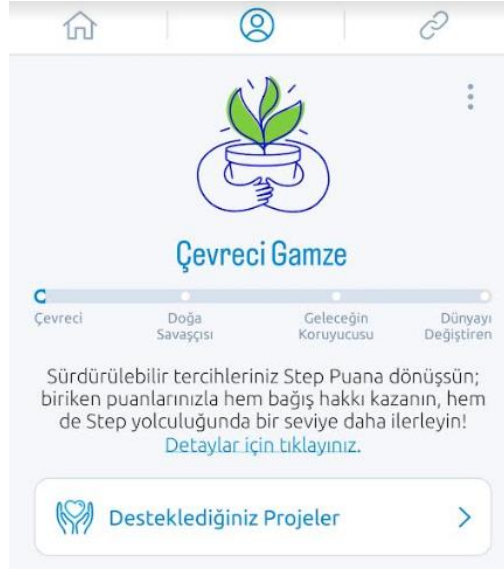 Çevreci Gamze
Çevreci
Doğa
Savaşçısı
Geleceğin
Koruyucusu
Dünyayı
Değiştiren
Sürdürülebilir tercihleriniz Step Puana dönüşsün;
biriken puanlarınızla hem bağış hakkı kazanın, hem
de Step yolculuğunda bir seviye daha ilerleyin!
Detaylar için tıklayınız.
Desteklediğiniz Projeler